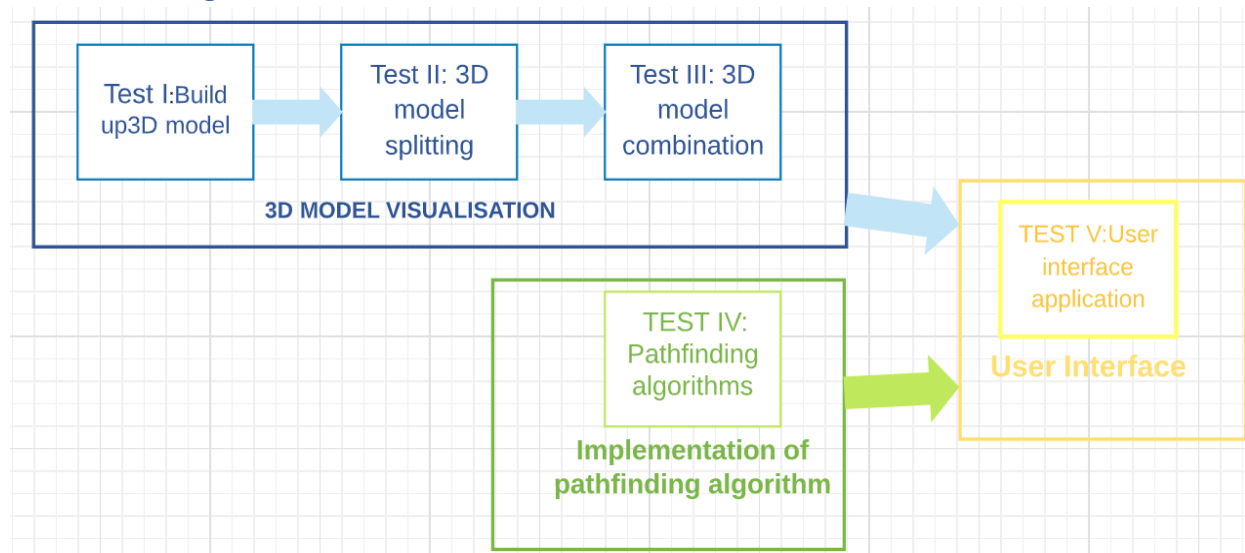 Test I:Build
up3D model
Test II: 3D
model
splitting
Test III: 3D
model
combination
3D MODEL VISUALISATION
TEST IV:
Pathfinding
algorithms
Implementation of
pathfinding algorithm
TEST V:User
interface
application
User Interface